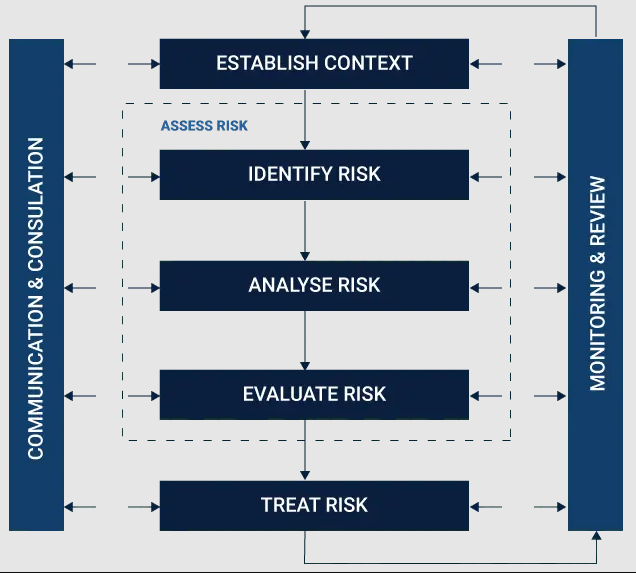 ESTABLISH CONTEXT
ASSESS RISK
IDENTIFY RISK
ANALYSE RISK
EVALUATE RISK
TREAT RISK
COMMUNICATION & CONSULATION
MONITORING & REVIEW